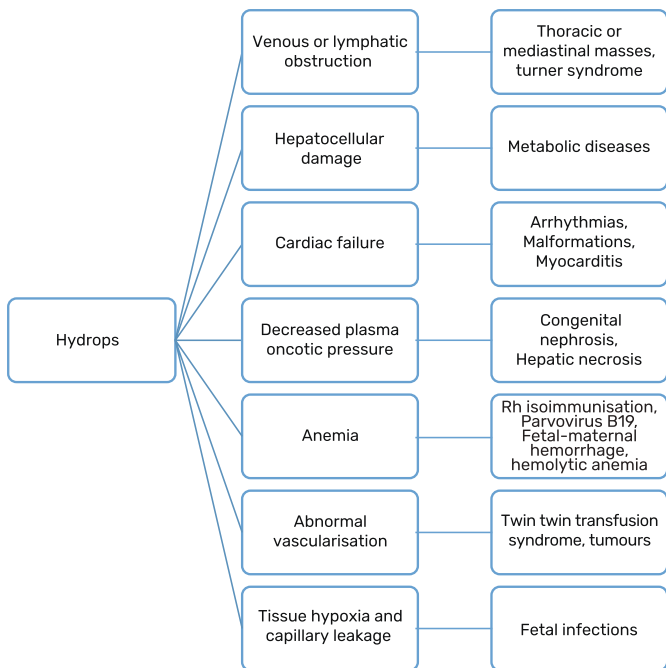 Venous or lymphatic
obstruction
Thoracic or
mediastinal masses,
turner syndrome
Hepatocellular
damage
Metabolic diseases
Cardiac failure
Arrhythmias,
Malformations,
Myocarditis
Hydrops
Decreased plasma
oncotic pressure
Congenital
nephrosis,
Hepatic necrosis
Anemia
Rh isoimmunisation,
Parvovirus B19,
Fetal-maternal
hemorrhage,
hemolytic anemia
Abnormal
vascularisation
Twin twin transfusion
syndrome, tumours
Tissue hypoxia and
capillary leakage
Fetal infections